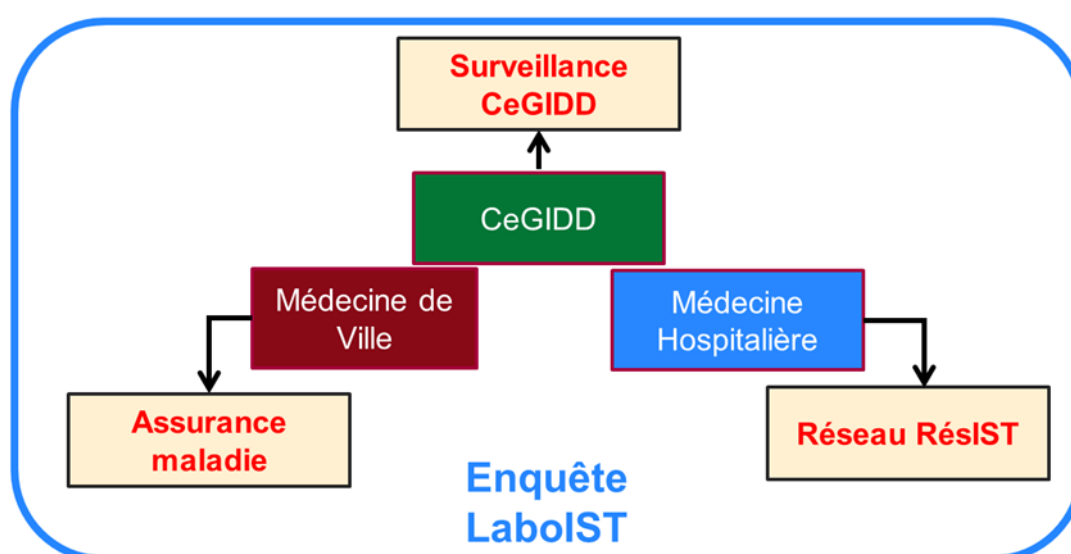 Surveillance
CeGIDD
CeGIDD
Médecine de
Ville
Médecine
Hospitalière
Assurance
maladie
Réseau RésIST
Enquête
LaboIST